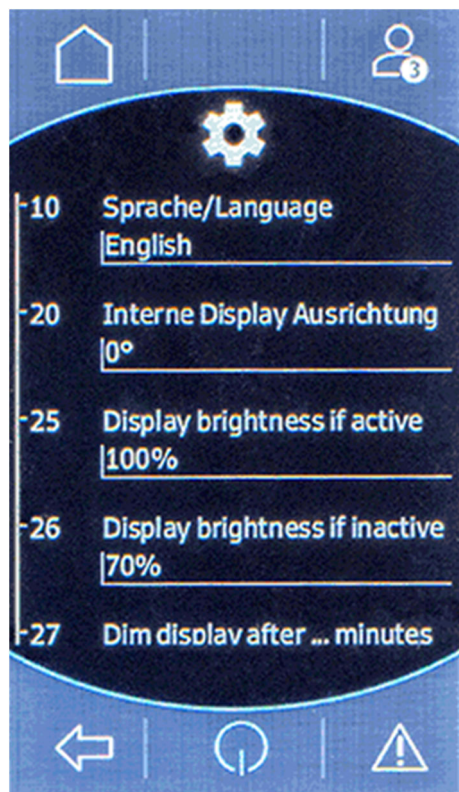 3
-10 Sprache/Language
English
-20 Interne Display Ausrichtung
0°
-25 Display brightness if active
100%
-26 Display brightness if inactive
70%
-27 Dim display after ... minutes